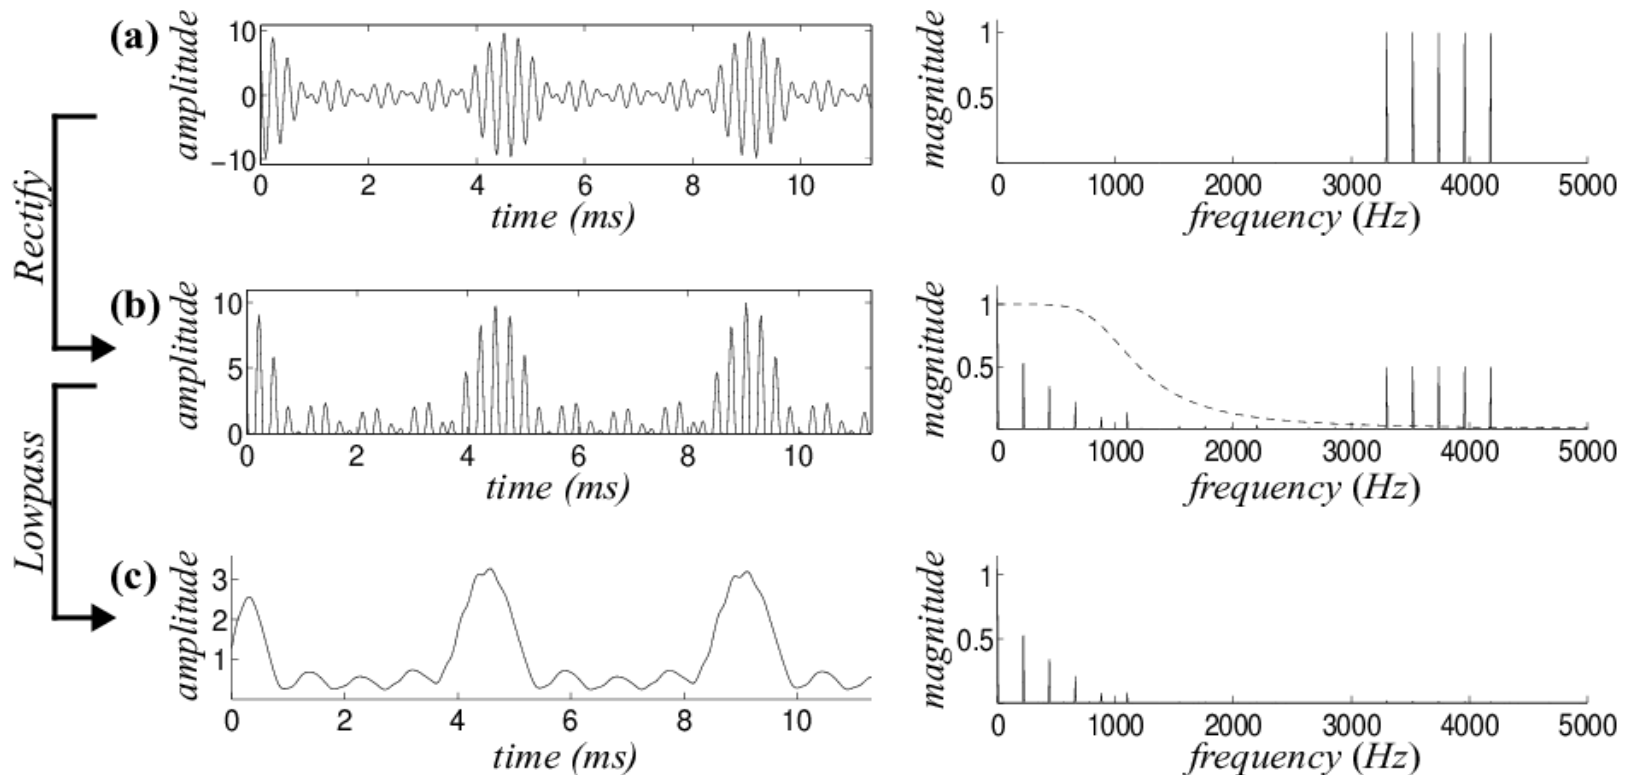 Rectify
Lowpass
(a)
amplitude
10
0
−10
0 2 4 6 8 10
time (ms)
magnitude
1
0.5
0 1000 2000 3000 4000 5000
frequency (Hz)
(b)
amplitude
10
5
0
0 2 4 6 8 10
time (ms)
magnitude
1
0.5
0 1000 2000 3000 4000 5000
frequency (Hz)
(c)
amplitude
3
2
1
0 2 4 6 8 10
time (ms)
magnitude
1
0.5
0 1000 2000 3000 4000 5000
frequency (Hz)